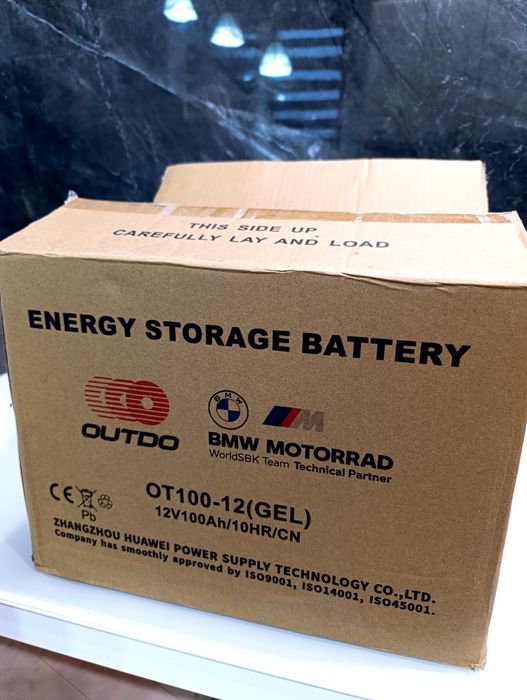 THIS SIDE UP
CAREFULLY LAY AND LOAD
ENERGY STORAGE BATTERY
OUTDO
BMW
M
BMW MOTORRAD
WorldSBK Team Technical Partner
CE
Pb
OT100-12(GEL)
12V100Ah/10HR/CN
ZHANGZHOU HUAWEI POWER SUPPLY TECHNOLOGY CO.,LTD.
Company has smoothly approved by ISO9001, ISO14001, ISO45001.